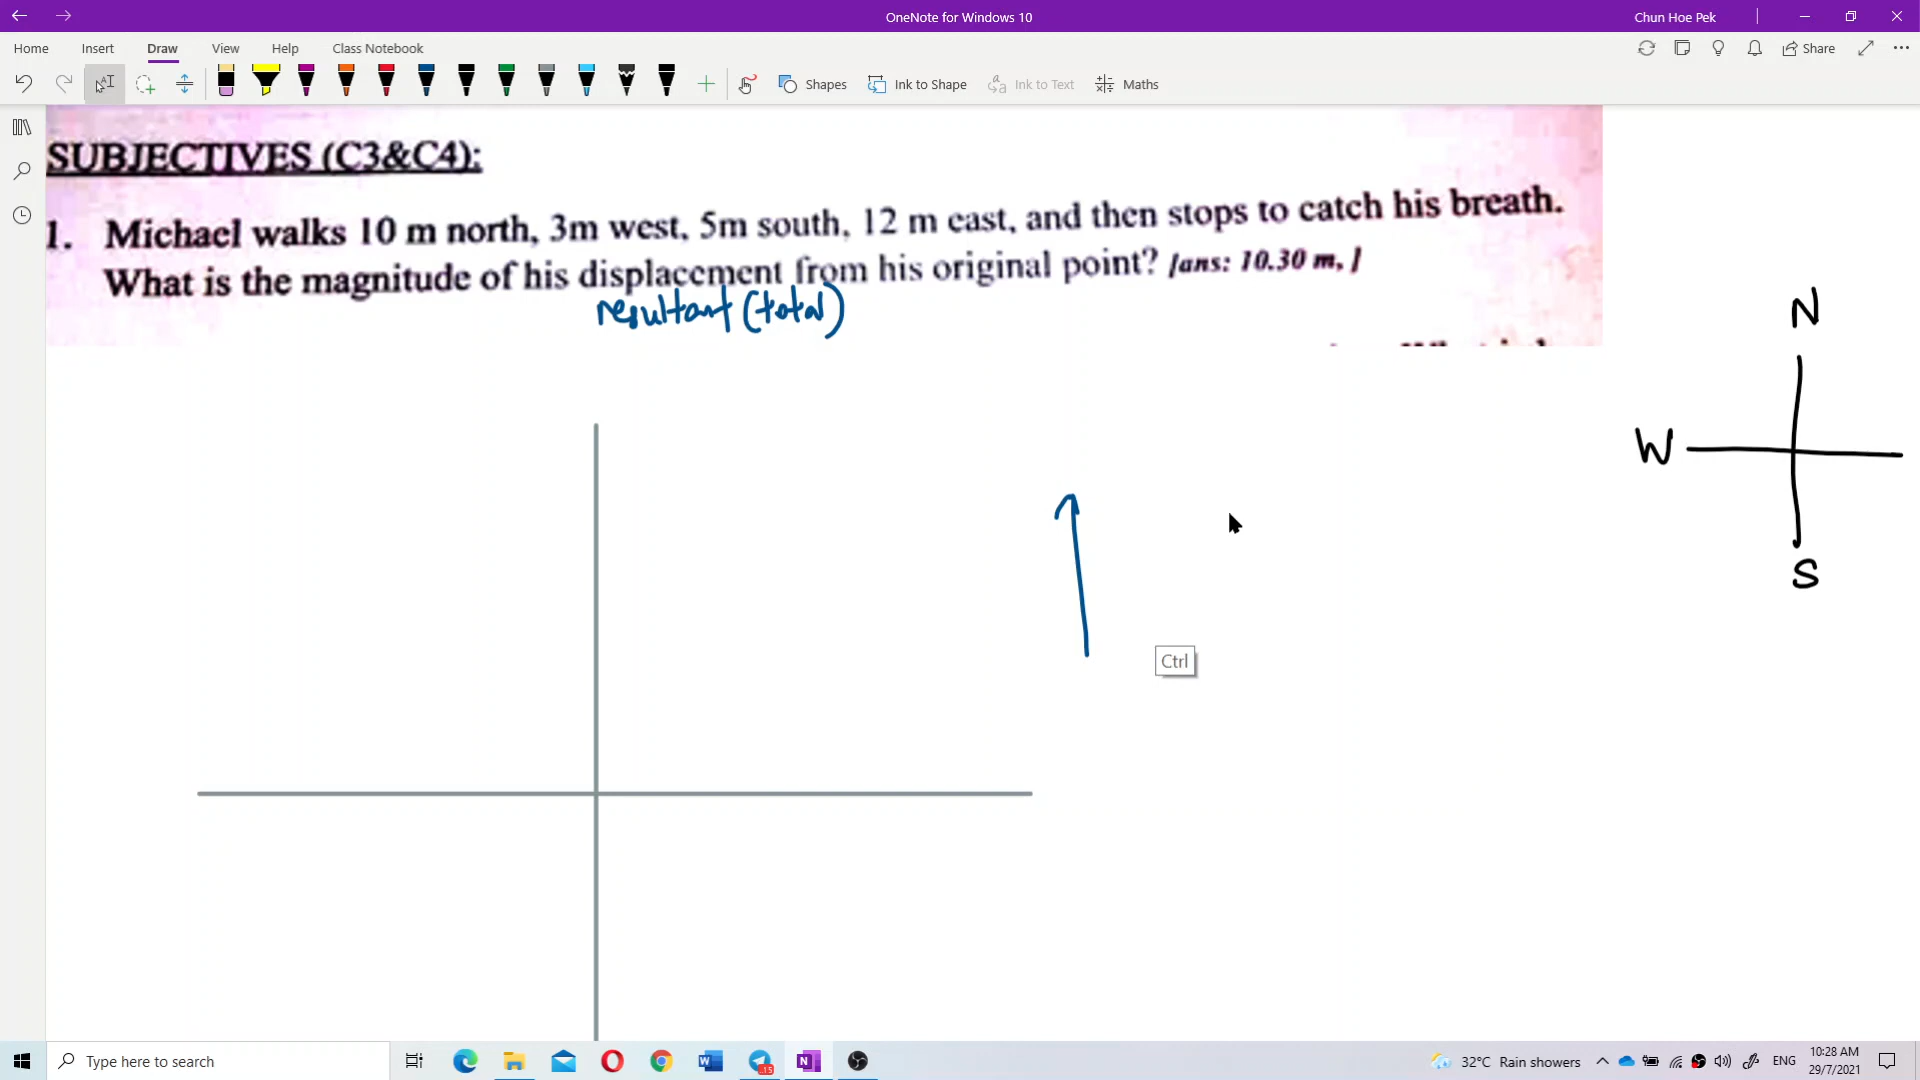 OneNote for Windows 10
Chun Hoe Pek
Home Insert Draw View Help Class Notebook
Share
Shapes Ink to Shape Ink to Text Maths
SUBJECTIVES (C3&C4):
1. Michael walks 10 m north, 3m west, 5m south, 12 m east, and then stops to catch his breath.
What is the magnitude of his displacement from his original point? [ans: 10.30 m, ]
resultant (total)
N
W
S
Ctrl
Type here to search
15
32°C Rain showers
ENG
10:28 AM
29/7/2021